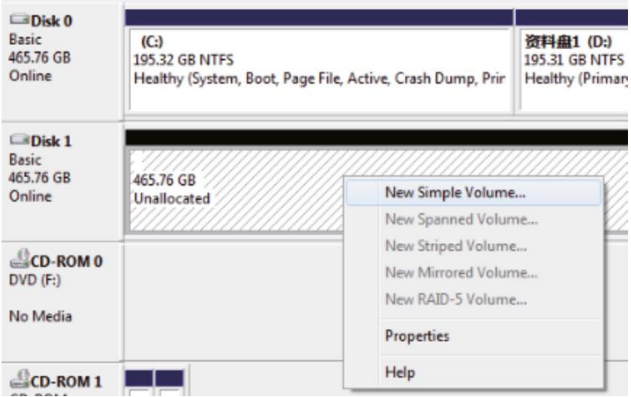 Disk 0
Basic
465.76 GB
Online
(C:)
195.32 GB NTFS
Healthy (System, Boot, Page File, Active, Crash Dump, Prir
资料盘1 (D:)
195.31 GB NTFS
Healthy (Primary
Disk 1
Basic
465.76 GB
Online
465.76 GB
Unallocated
New Simple Volume...
New Spanned Volume...
New Striped Volume...
New Mirrored Volume...
New RAID-5 Volume...
Properties
Help
CD-ROM 0
DVD (F:)
No Media
CD-ROM 1